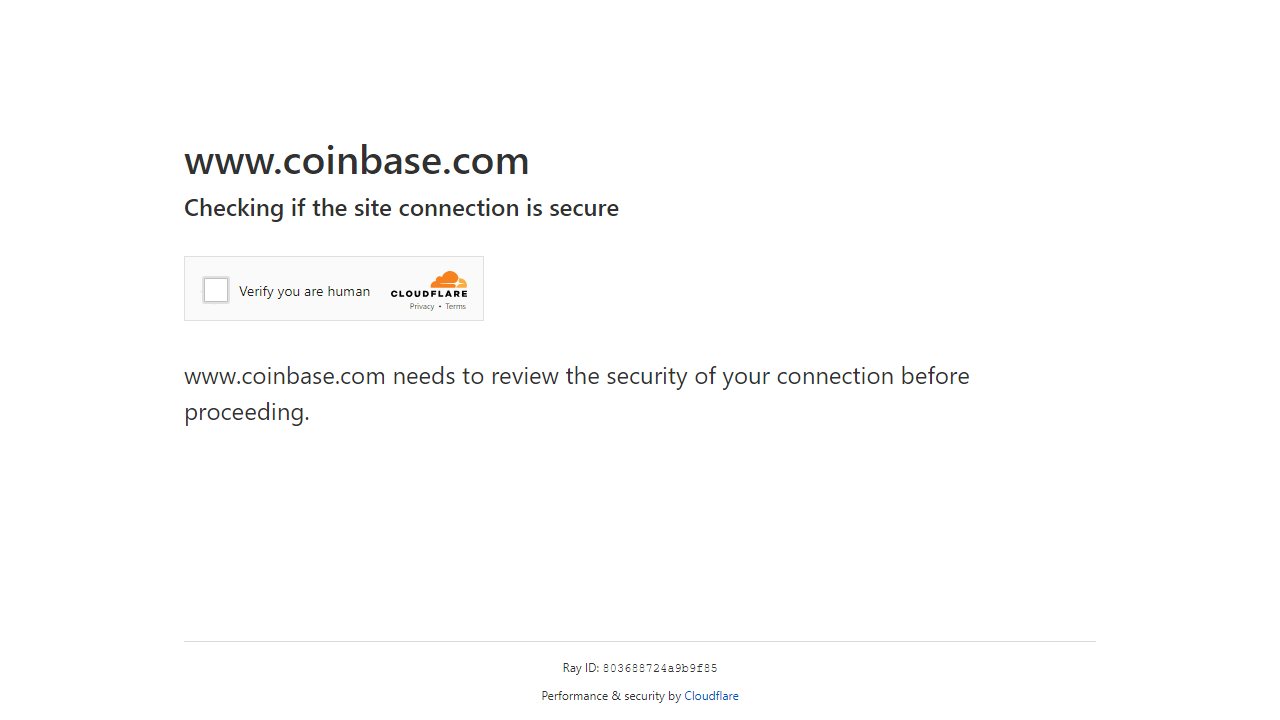 www.coinbase.com
Checking if the site connection is secure
Verify you are human
CLOUDFLARE
Privacy • Terms
www.coinbase.com needs to review the security of your connection before
proceeding.
Ray ID: 803688724a9b9f85
Performance & security by Cloudflare